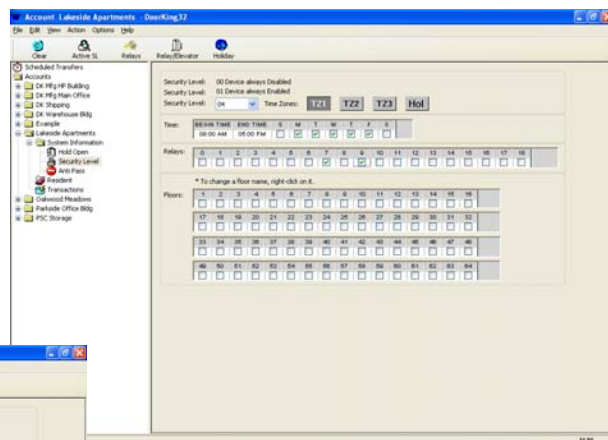 Account Lakeside Apartments - DoorKing32
File Edit View Action Options Help
Clear Active SL Relays Relay/Elevator Holiday
Scheduled Transfers
Accounts
DK Mfg HP Building
DK Mfg Main Office
DK Shipping
DK Warehouse Bldg
Example
Lakeside Apartments
System Information
Hold Open
Security Level
Anti Pass
Resident
Transactions
Oakwood Meadows
Parkside Office Bldg
PSC Storage
Security Level: 00 Device always Disabled
Security Level: 01 Device always Enabled
Security Level: 04 Time Zones: TZ1 TZ2 TZ3 Hol
Time: BEGIN TIME END TIME S M T W T F S
08:00 AM 05:00 PM
Relays: 0 1 2 3 4 5 6 7 8 9 10 11 12 13 14 15 16 17 18
* To change a floor name, right-click on it.
Floors: 1 2 3 4 5 6 7 8 9 10 11 12 13 14 15 16
17 18 19 20 21 22 23 24 25 26 27 28 29 30 31 32
33 34 35 36 37 38 39 40 41 42 43 44 45 46 47 48
49 50 51 52 53 54 55 56 57 58 59 60 61 62 63 64